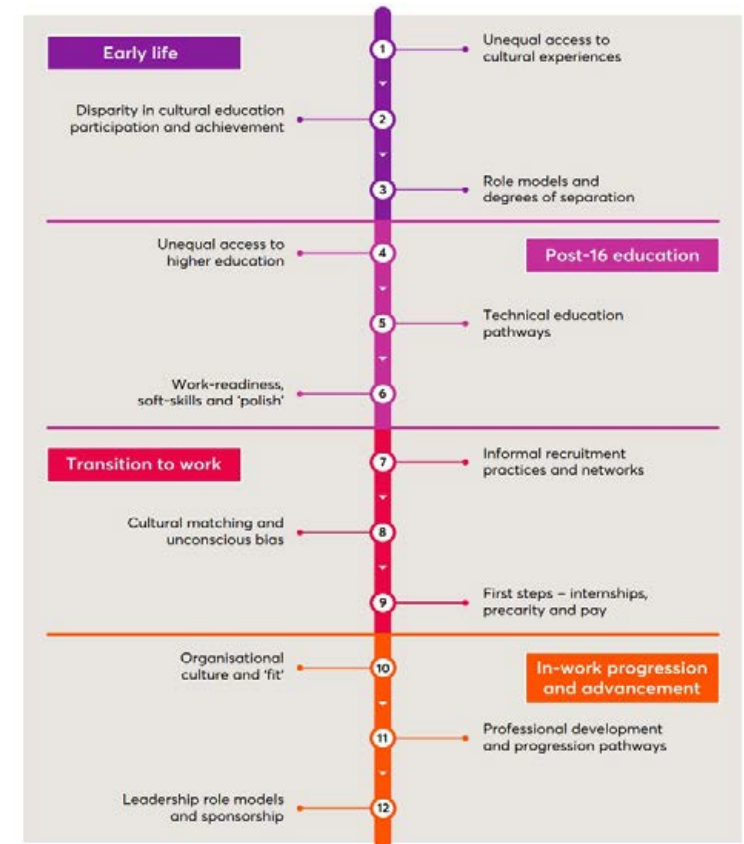 Early life
1
Unequal access to
cultural experiences
Disparity in cultural education
participation and achievement
2
3
Role models and
degrees of separation
Unequal access to
higher education
4
Post-16 education
5
Technical education
pathways
Work-readiness,
soft-skills and ‘polish’
6
Transition to work
7
Informal recruitment
practices and networks
Cultural matching and
unconscious bias
8
9
First steps – internships,
precarity and pay
Organisational
culture and ‘fit’
10
In-work progression
and advancement
11
Professional development
and progression pathways
Leadership role models
and sponsorship
12